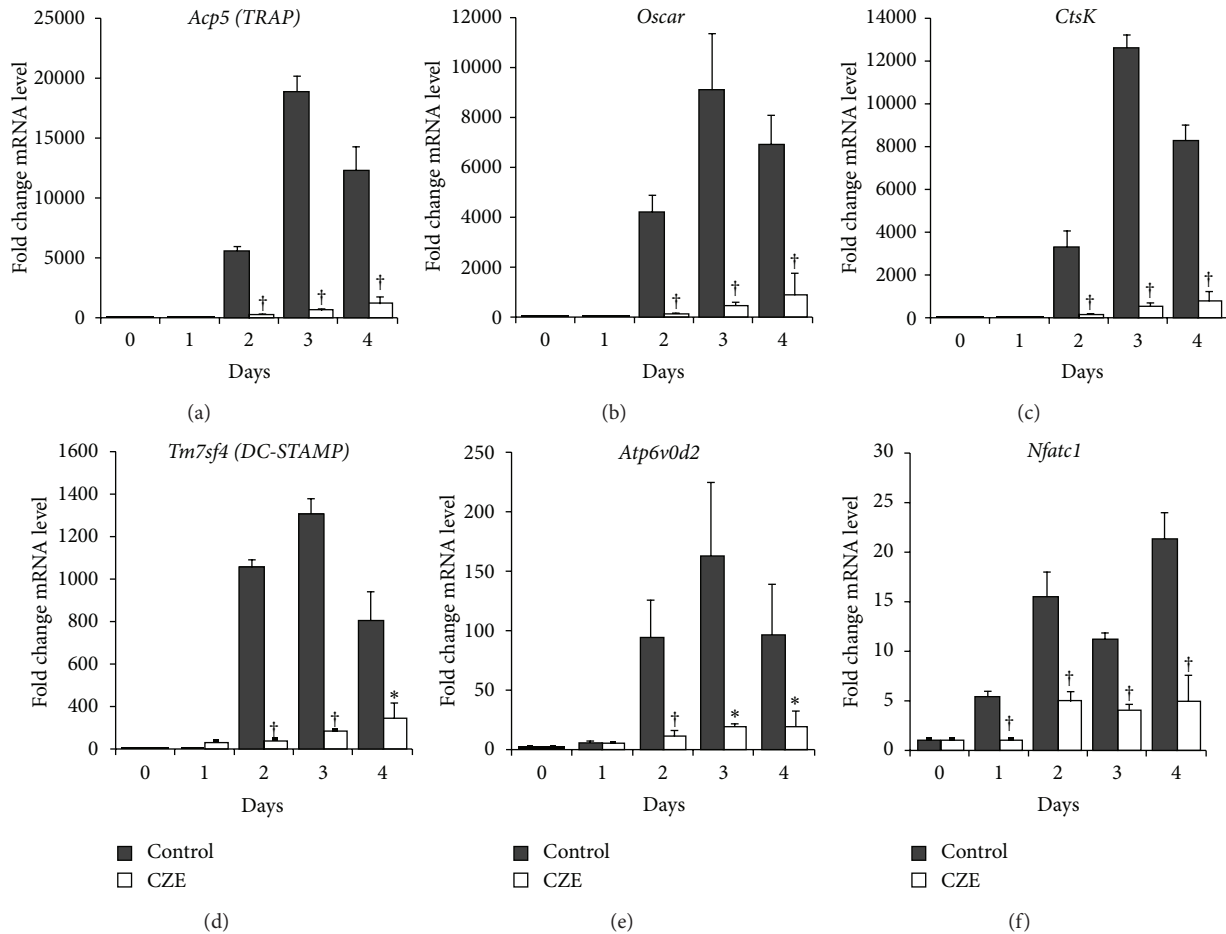 Acp5 (TRAP)
Fold change mRNA level
25000
20000
15000
10000
5000
0
†
†
†
0 1 2 3 4
Days
(a)
Oscar
Fold change mRNA level
12000
10000
8000
6000
4000
2000
0
†
†
†
0 1 2 3 4
Days
(b)
CtsK
Fold change mRNA level
14000
12000
10000
8000
6000
4000
2000
0
†
†
†
0 1 2 3 4
Days
(c)
Tm7sf4 (DC-STAMP)
Fold change mRNA level
1600
1400
1200
1000
800
600
400
200
0
†
†
*
0 1 2 3 4
Days
Control
CZE
(d)
Atp6v0d2
Fold change mRNA level
250
200
150
100
50
0
†
*
*
0 1 2 3 4
Days
Control
CZE
(e)
Nfatc1
Fold change mRNA level
30
25
20
15
10
5
0
†
†
†
†
0 1 2 3 4
Days
Control
CZE
(f)